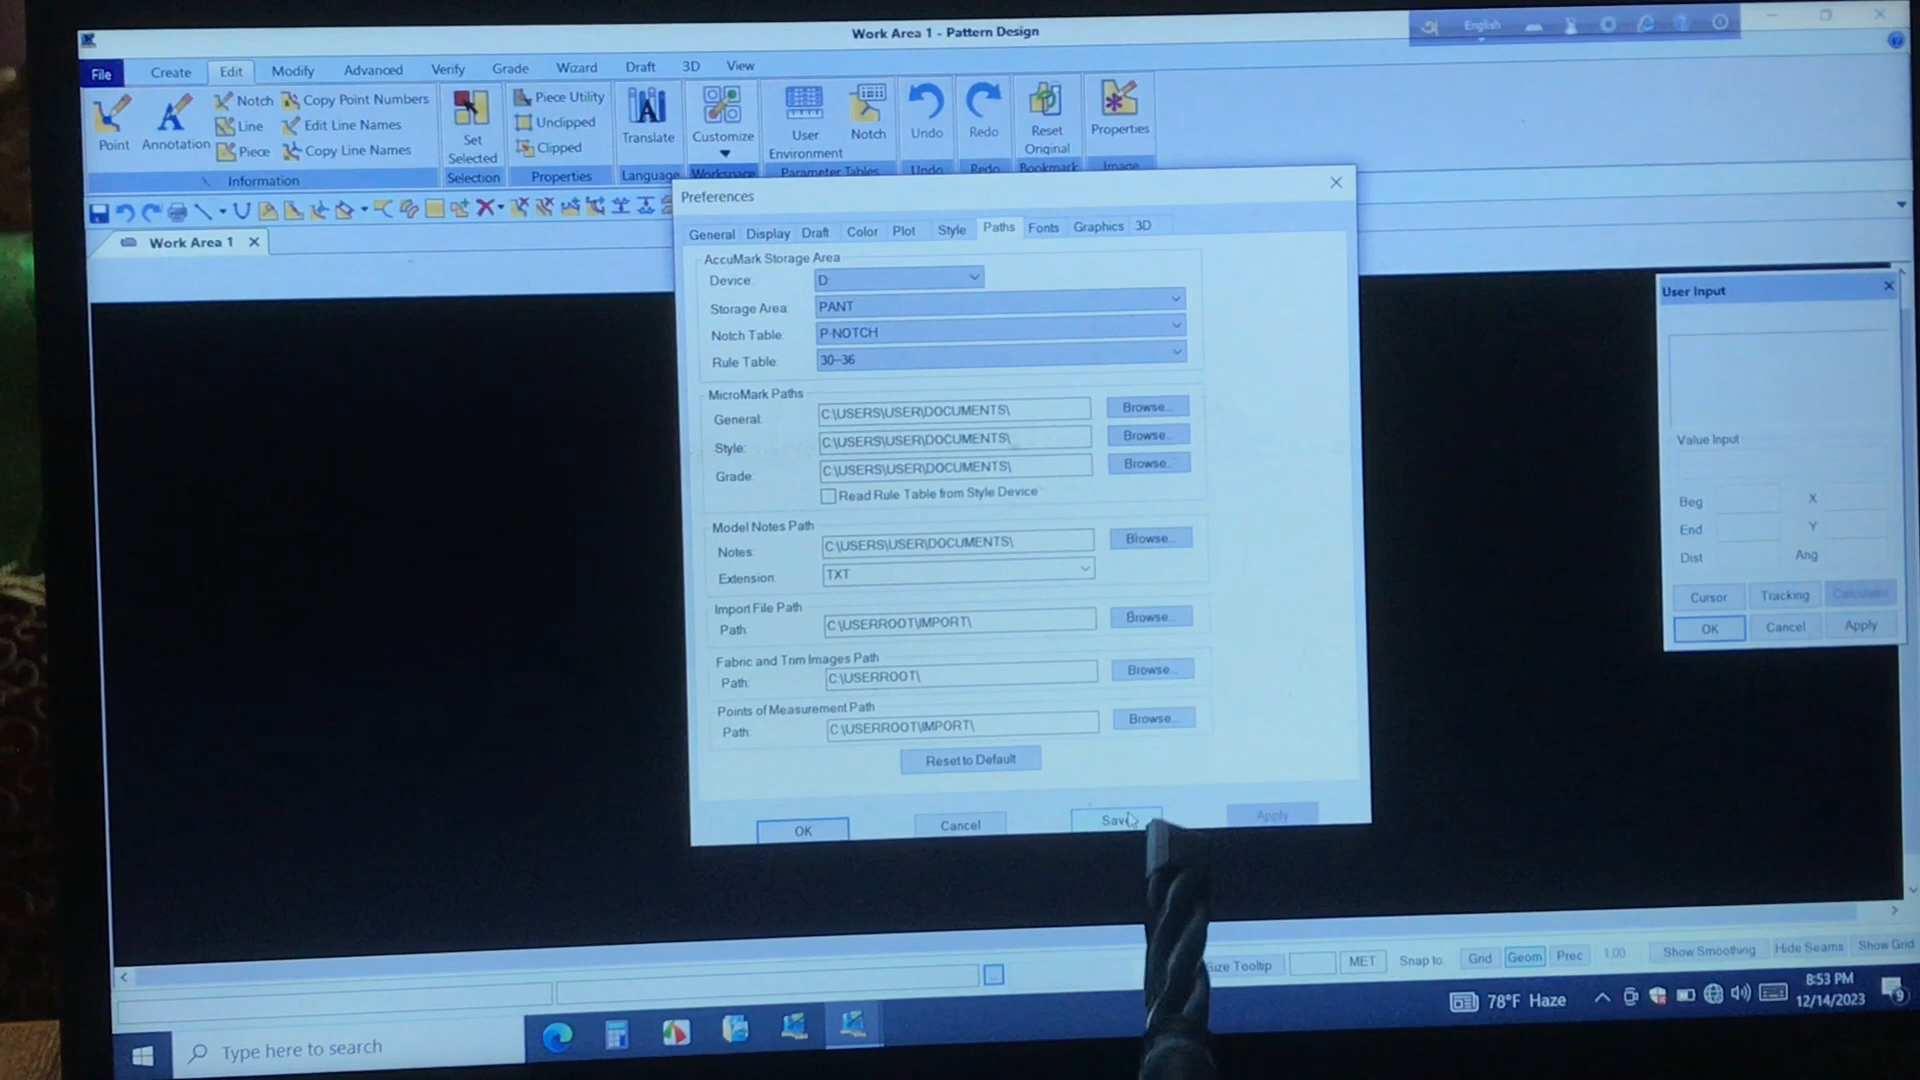 Work Area 1 - Pattern Design
English
File Create Edit Modify Advanced Verify Grade Wizard Draft 3D View
Point
Annotation
Notch
Line
Piece
Copy Point Numbers
Edit Line Names
Copy Line Names
Information
Set
Selected
Selection
Piece Utility
Unclipped
Clipped
Properties
Translate
Language
Customize
Workspace
User
Environment
Notch
Parameter Tables
Undo
Undo
Redo
Redo
Reset
Original
Bookmark
Properties
Image
Work Area 1
Preferences
General Display Draft Color Plot Style Paths Fonts Graphics 3D
AccuMark Storage Area
Device D:
Storage Area: PANT
Notch Table: P-NOTCH
Rule Table: 30--36
MicroMark Paths
General: C:\USERS\USER\DOCUMENTS\ Browse...
Style: C:\USERS\USER\DOCUMENTS\ Browse...
Grade: C:\USERS\USER\DOCUMENTS\ Browse...
Read Rule Table from Style Device
Model Notes Path
Notes: C:\USERS\USER\DOCUMENTS\ Browse...
Extension: TXT
Import File Path
Path: C:\USERROOT\IMPORT\ Browse...
Fabric and Trim Images Path
Path: C:\USERROOT\ Browse...
Points of Measurement Path
Path: C:\USERROOT\IMPORT\ Browse...
Reset to Default
OK Cancel Save Apply
User Input
Value Input
Beg X
End Y
Dist Ang
Cursor Tracking Calculator
OK Cancel Apply
Size Tooltip MET Snap to: Grid Geom Prec 1.00 Show Smoothing Hide Seams Show Grid
Type here to search
78°F Haze
8:53 PM
12/14/2023
9